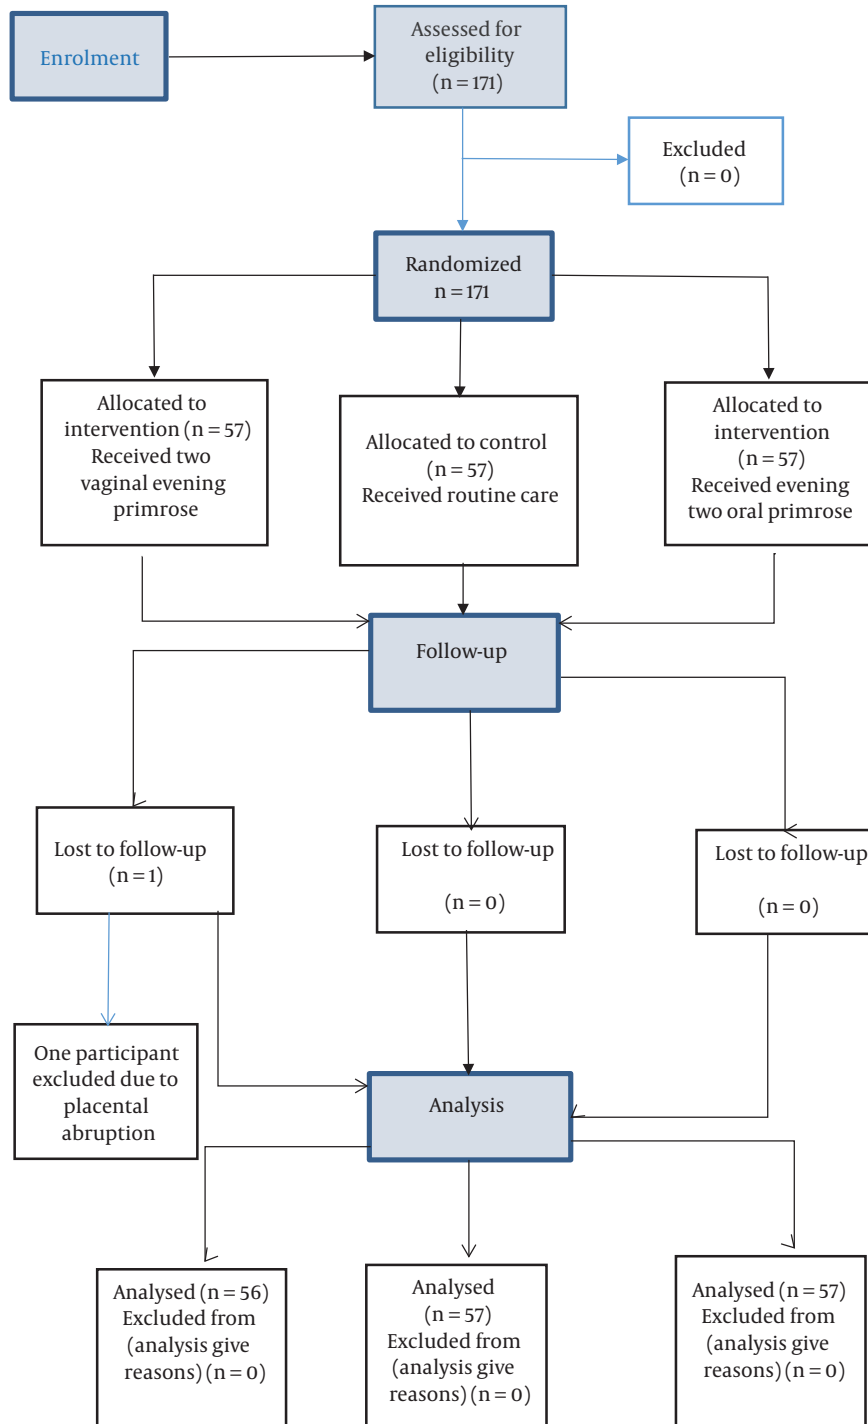 Enrolment
Assessed for
eligibility
(n = 171)
Excluded
(n = 0)
Randomized
n = 171
Allocated to
intervention (n = 57)
Received two
vaginal evening
primrose
Allocated to control
(n = 57)
Received routine care
Allocated to
intervention
(n = 57)
Received evening
two oral primrose
Follow-up
Lost to follow-up
(n = 1)
Lost to follow-up
(n = 0)
Lost to follow-up
(n = 0)
One participant
excluded due to
placental
abruption
Analysis
Analysed (n = 56)
Excluded from
(analysis give
reasons) (n = 0)
Analysed
(n = 57)
Excluded from
(analysis give
reasons) (n = 0)
Analysed (n = 57)
Excluded from
(analysis give
reasons) (n = 0)